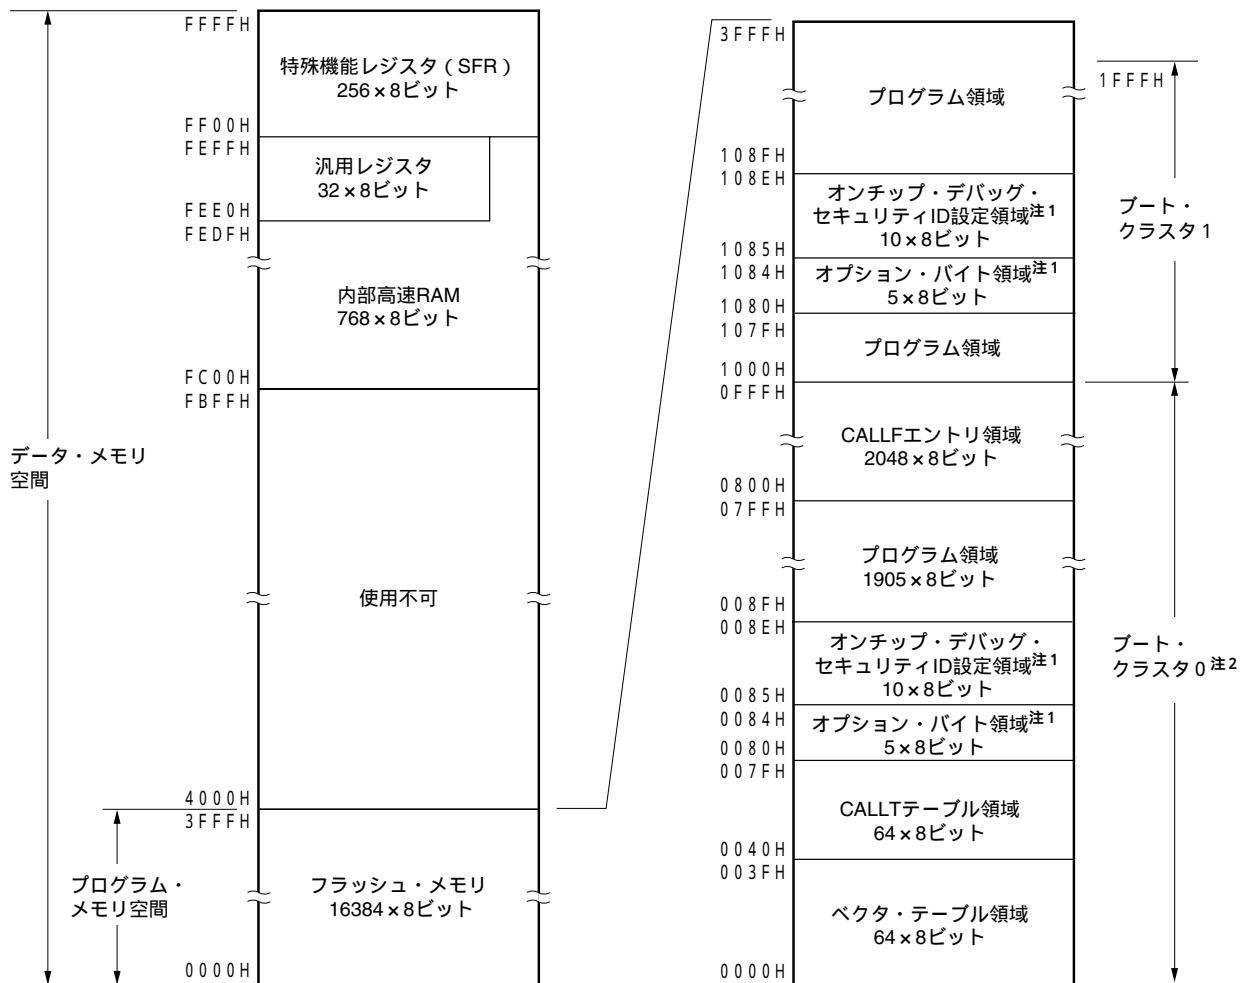 データ・メモリ
空間
プログラム・
メモリ空間
FFFFH
特殊機能レジスタ（SFR）
256×8ビット
FF00H
FEFFH
汎用レジスタ
32×8ビット
FEE0H
FEDFH
内部高速RAM
768×8ビット
FC00H
FBFFH
使用不可
4000H
3FFFH
フラッシュ・メモリ
16384×8ビット
0000H
3FFFH
プログラム領域
108FH
108EH
オンチップ・デバッグ・
セキュリティID設定領域注1
10×8ビット
1085H
1084H
オプション・バイト領域注1
5×8ビット
1080H
107FH
プログラム領域
1000H
0FFFH
CALLFエントリ領域
2048×8ビット
0800H
07FFH
プログラム領域
1905×8ビット
008FH
008EH
オンチップ・デバッグ・
セキュリティID設定領域注1
10×8ビット
0085H
0084H
オプション・バイト領域注1
5×8ビット
0080H
007FH
CALLTテーブル領域
64×8ビット
0040H
003FH
ベクタ・テーブル領域
64×8ビット
0000H
1FFFH
ブート・
クラスタ1
ブート・
クラスタ0注2